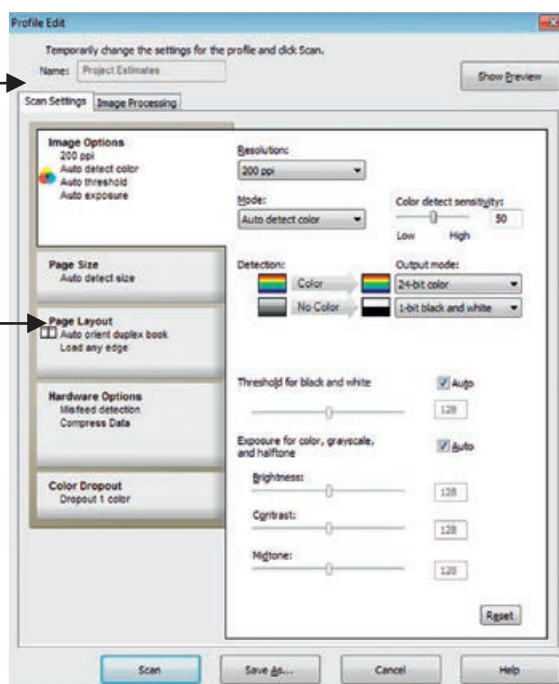 Profile Edit
Temporarily change the settings for the profile and click Scan.
Name: Project Estimates
Show Preview
Scan Settings Image Processing
Image Options
200 ppi
Auto detect color
Auto threshold
Auto exposure
Page Size
Auto detect size
Page Layout
Auto orient duplex book
Load any edge
Hardware Options
Misfeed detection
Compress Data
Color Dropout
Dropout 1 color
Resolution:
200 ppi
Mode:
Auto detect color
Color detect sensitivity:
50
Low High
Detection: Output mode:
Color 24-bit color
No Color 1-bit black and white
Threshold for black and white Auto
128
Exposure for color, grayscale, and halftone Auto
Brightness:
128
Contrast:
128
Midtone:
128
Reset
Scan Save As... Cancel Help